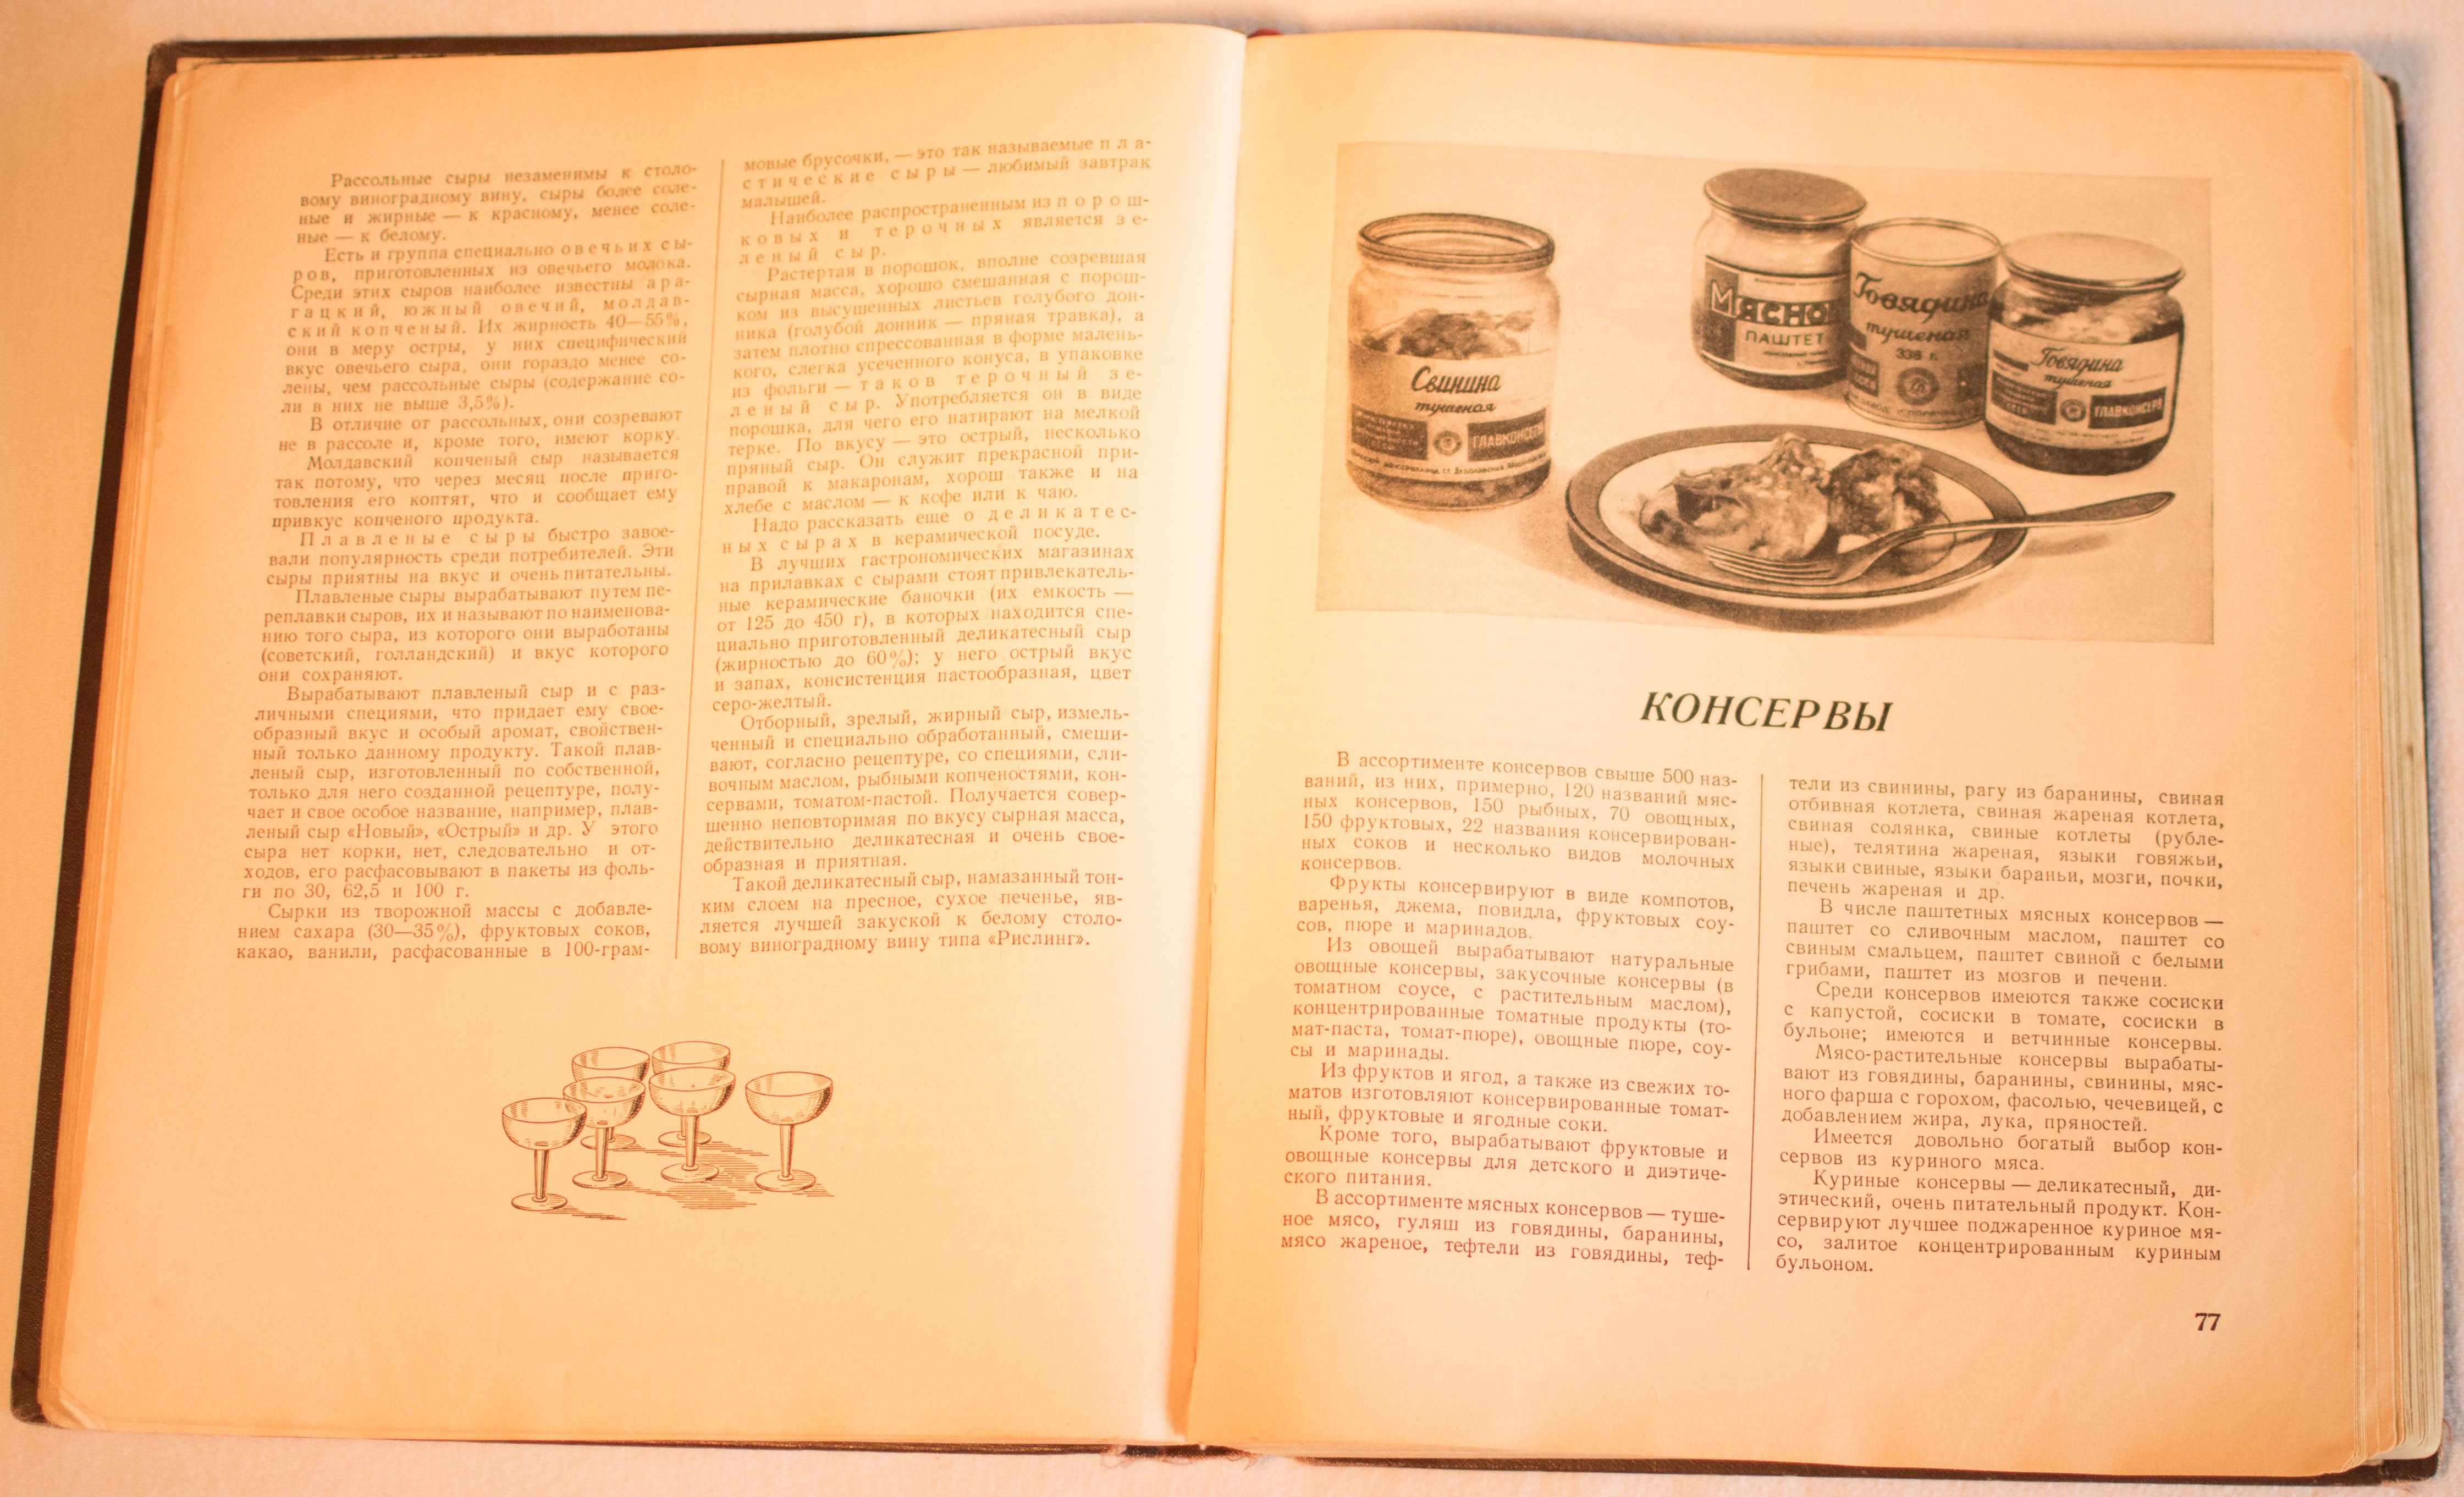 Рассольные сыры незаменимы к столо-
вому виноградному вину, сыры более соле-
ные и жирные — к красному, менее соле-
ные — к белому.
Есть и группа специально овечьих сы-
ров, приготовленных из овечьего молока.
Среди этих сыров наиболее известны ара-
гацкий, южный овечий, молдав-
ский копченый. Их жирность 40—55%,
они в меру остры, у них специфический
вкус овечьего сыра, они гораздо менее со-
лены, чем рассольные сыры (содержание со-
ли в них не выше 3,5%).
В отличие от рассольных, они созревают
не в рассоле и, кроме того, имеют корку.
Молдавский копченый сыр называется
так потому, что через месяц после приго-
товления его коптят, что и сообщает ему
привкус копченого продукта.
Плавленые сыры быстро завое-
вали популярность среди потребителей. Эти
сыры приятны на вкус и очень питательны.
Плавленые сыры вырабатывают путем пе-
реплавки сыров, их и называют по наименова-
нию того сыра, из которого они выработаны
(советский, голландский) и вкус которого
они сохраняют.
Вырабатывают плавленый сыр и с раз-
личными специями, что придает ему свое-
образный вкус и особый аромат, свойствен-
ный только данному продукту. Такой плав-
леный сыр, изготовленный по собственной,
только для него созданной рецептуре, полу-
чает и свое особое название, например, плав-
леный сыр «Новый», «Острый» и др. У этого
сыра нет корки, нет, следовательно и от-
ходов, его расфасовывают в пакеты из фоль-
ги по 30, 62,5 и 100 г.
Сырки из творожной массы с добавле-
нием сахара (30—35%), фруктовых соков,
какао, ванили, расфасованные в 100-грам-
мовые брусочки, — это так называемые пла-
стические сыры — любимый завтрак
малышей.
Наиболее распространенным из порош-
ковых и терочных является зе-
леный сыр.
Растертая в порошок, вполне созревшая
сырная масса, хорошо смешанная с порош-
ком из высушенных листьев голубого дон-
ника (голубой донник — пряная травка), а
затем плотно спрессованная в форме малень-
кого, слегка усеченного конуса, в упаковке
из фольги — таков терочный зе-
леный сыр. Употребляется он в виде
порошка, для чего его натирают на мелкой
терке. По вкусу — это острый, несколько
пряный сыр. Он служит прекрасной при-
правой к макаронам, хорош также и на
хлебе с маслом — к кофе или к чаю.
Надо рассказать еще о деликатес-
ных сырах в керамической посуде.
В лучших гастрономических магазинах
на прилавках с сырами стоят привлекатель-
ные керамические баночки (их емкость —
от 125 до 450 г), в которых находится спе-
циально приготовленный деликатесный сыр
(жирностью до 60%); у него острый вкус
и запах, консистенция пастообразная, цвет
серо-желтый.
Отборный, зрелый, жирный сыр, измель-
ченный и специально обработанный, смеши-
вают, согласно рецептуре, со специями, сли-
вочным маслом, рыбными копченостями, кон-
сервами, томатом-пастой. Получается совер-
шенно неповторимая по вкусу сырная масса,
действительно деликатесная и очень свое-
образная и приятная.
Такой деликатесный сыр, намазанный тон-
ким слоем на пресное, сухое печенье, яв-
ляется лучшей закуской к белому столо-
вому виноградному вину типа «Рислинг».
Свинина
тушеная
ГЛАВКОНСЕРВ
МЯСНОЙ
ПАШТЕТ
Говядина
тушеная
338 г.
Говядина
тушеная
ГЛАВКОНСЕРВ
КОНСЕРВЫ
В ассортименте консервов свыше 500 наз-
ваний, из них, примерно, 120 названий мяс-
ных консервов, 150 рыбных, 70 овощных,
150 фруктовых, 22 названия консервирован-
ных соков и несколько видов молочных
консервов.
Фрукты консервируют в виде компотов,
варенья, джема, повидла, фруктовых соу-
сов, пюре и маринадов.
Из овощей вырабатывают натуральные
овощные консервы, закусочные консервы (в
томатном соусе, с растительным маслом),
концентрированные томатные продукты (то-
мат-паста, томат-пюре), овощные пюре, соу-
сы и маринады.
Из фруктов и ягод, а также из свежих то-
матов изготовляют консервированные томат-
ный, фруктовые и ягодные соки.
Кроме того, вырабатывают фруктовые и
овощные консервы для детского и диэтиче-
ского питания.
В ассортименте мясных консервов — туше-
ное мясо, гуляш из говядины, баранины,
мясо жареное, тефтели из говядины, теф-
тели из свинины, рагу из баранины, свиная
отбивная котлета, свиная жареная котлета,
свиная солянка, свиные котлеты (рубле-
ные), телятина жареная, языки говяжьи,
языки свиные, языки бараньи, мозги, почки,
печень жареная и др.
В числе паштетных мясных консервов —
паштет со сливочным маслом, паштет со
свиным смальцем, паштет свиной с белыми
грибами, паштет из мозгов и печени.
Среди консервов имеются также сосиски
с капустой, сосиски в томате, сосиски в
бульоне; имеются и ветчинные консервы.
Мясо-растительные консервы вырабаты-
вают из говядины, баранины, свинины, мяс-
ного фарша с горохом, фасолью, чечевицей, с
добавлением жира, лука, пряностей.
Имеется довольно богатый выбор кон-
сервов из куриного мяса.
Куриные консервы — деликатесный, ди-
этический, очень питательный продукт. Кон-
сервируют лучшее поджаренное куриное мя-
со, залитое концентрированным куриным
бульоном.
77